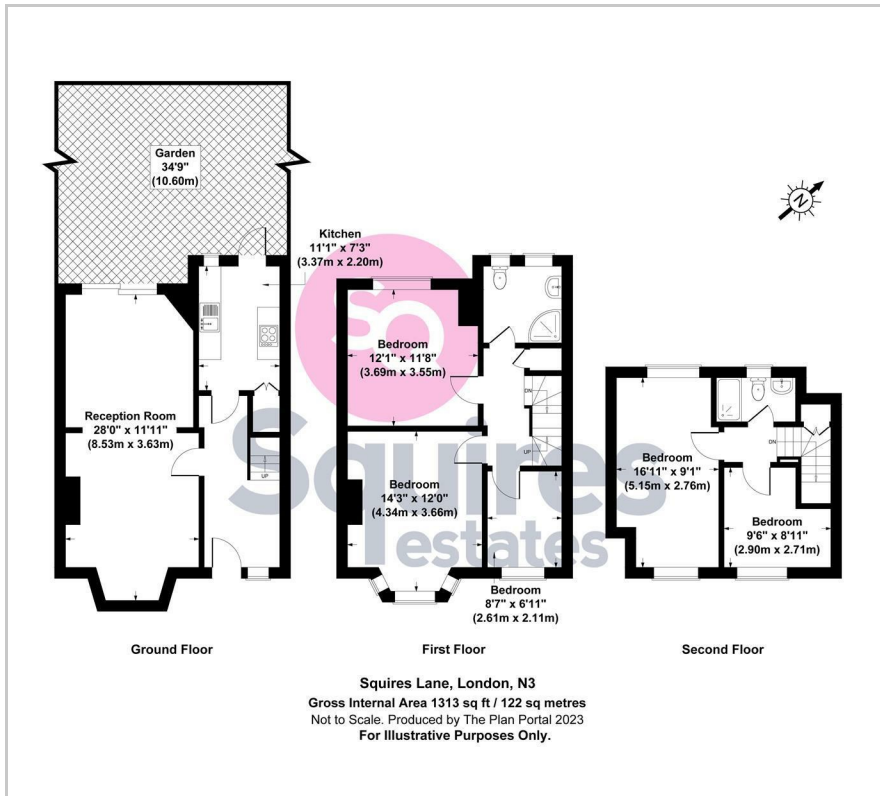 Garden
34'9"
(10.60m)
Kitchen
11'1" x 7'3"
(3.37m x 2.20m)
N
Reception Room
28'0" x 11'11"
(8.53m x 3.63m)
UP
Bedroom
12'1" x 11'8"
(3.69m x 3.55m)
DN
UP
Bedroom
14'3" x 12'0"
(4.34m x 3.66m)
Bedroom
8'7" x 6'11"
(2.61m x 2.11m)
Bedroom
16'11" x 9'1"
(5.15m x 2.76m)
DN
Bedroom
9'6" x 8'11"
(2.90m x 2.71m)
SQ
Squires
estates
Ground Floor
First Floor
Second Floor
Squires Lane, London, N3
Gross Internal Area 1313 sq ft / 122 sq metres
Not to Scale. Produced by The Plan Portal 2023
For Illustrative Purposes Only.